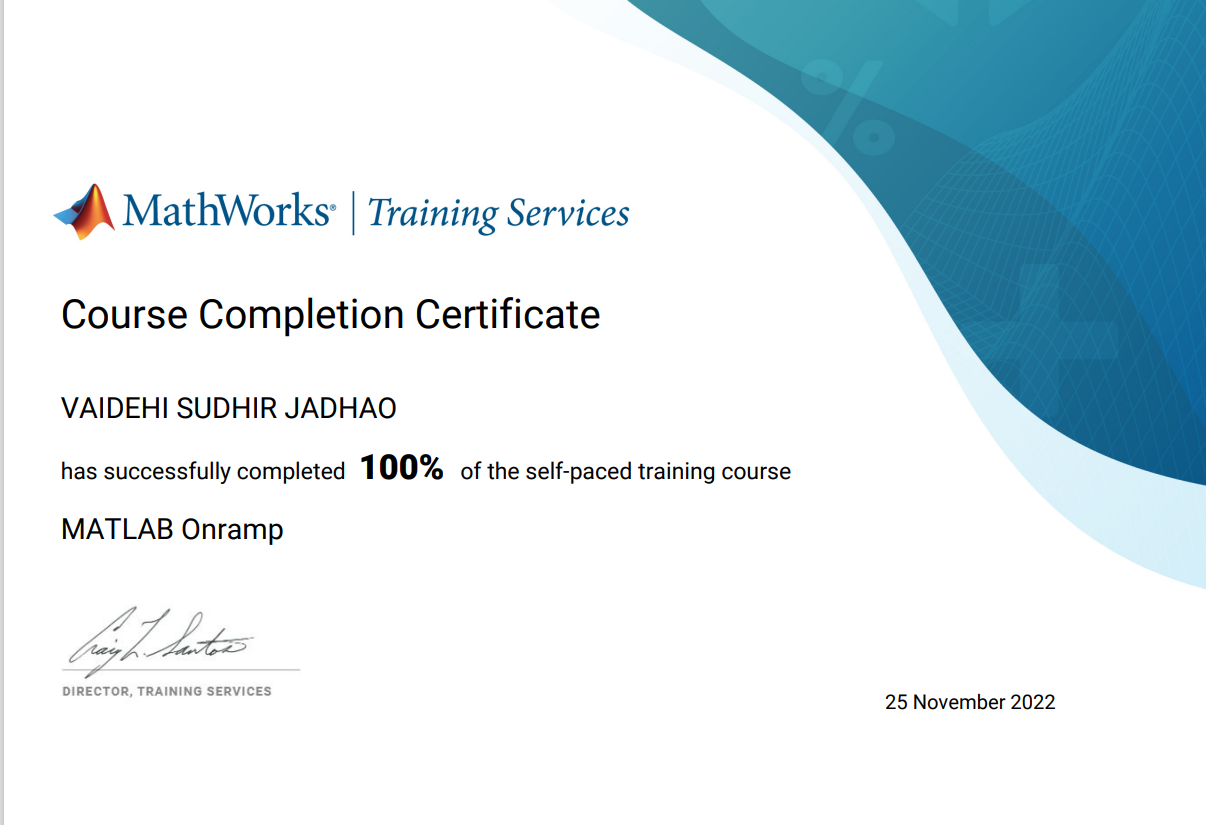 MathWorks® | Training Services
Course Completion Certificate
VAIDEHI SUDHIR JADHAO
has successfully completed 100% of the self-paced training course
MATLAB Onramp
Craig L. Santos
DIRECTOR, TRAINING SERVICES
25 November 2022